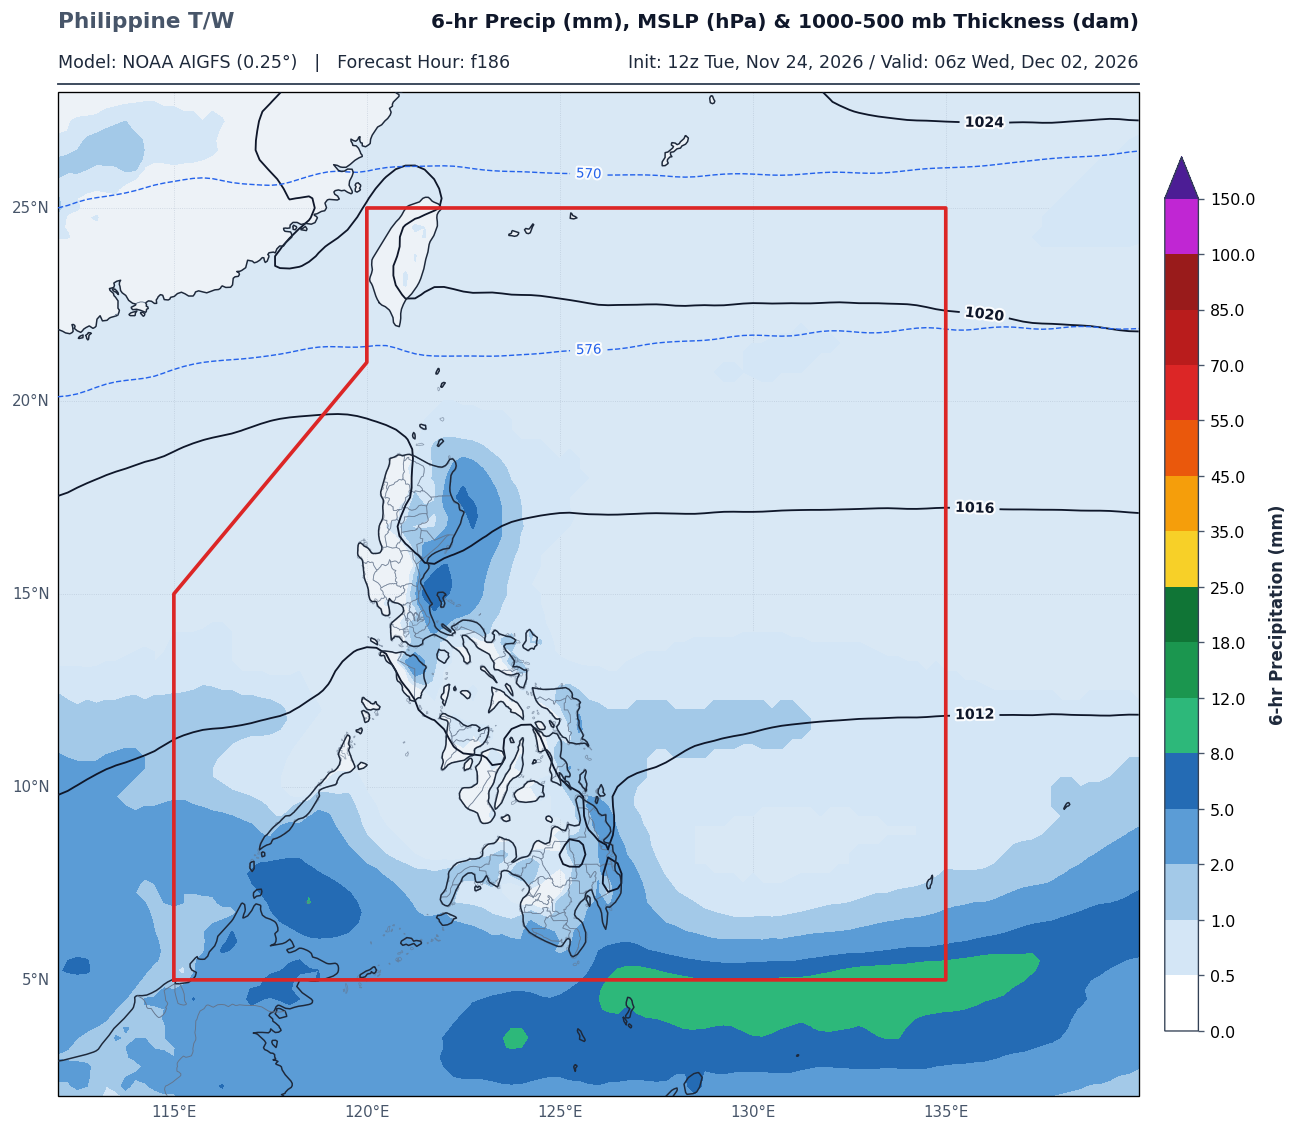 Philippine T/W
6-hr Precip (mm), MSLP (hPa) & 1000-500 mb Thickness (dam)
Model: NOAA AIGFS (0.25°)   |   Forecast Hour: f186
Init: 12z Tue, Nov 24, 2026 / Valid: 06z Wed, Dec 02, 2026
1024
570
25°N
1020
576
20°N
1016
15°N
1012
10°N
5°N
115°E
120°E
125°E
130°E
135°E
150.0
100.0
85.0
70.0
55.0
45.0
35.0
25.0
18.0
12.0
8.0
5.0
2.0
1.0
0.5
0.0
6-hr Precipitation (mm)